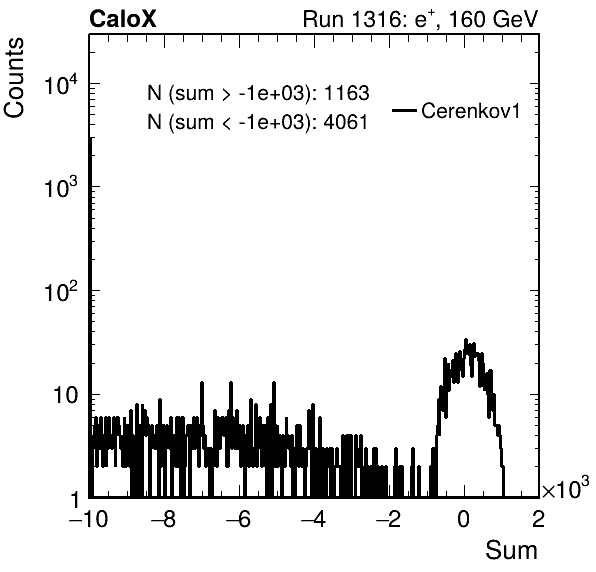 CaloX Run 1316: e⁺, 160 GeV
Counts
N (sum > -1e+03): 1163
N (sum < -1e+03): 4061
Cerenkov1
10⁴
10³
10²
10
1
−10 −8 −6 −4 −2 0 2
×10³
Sum